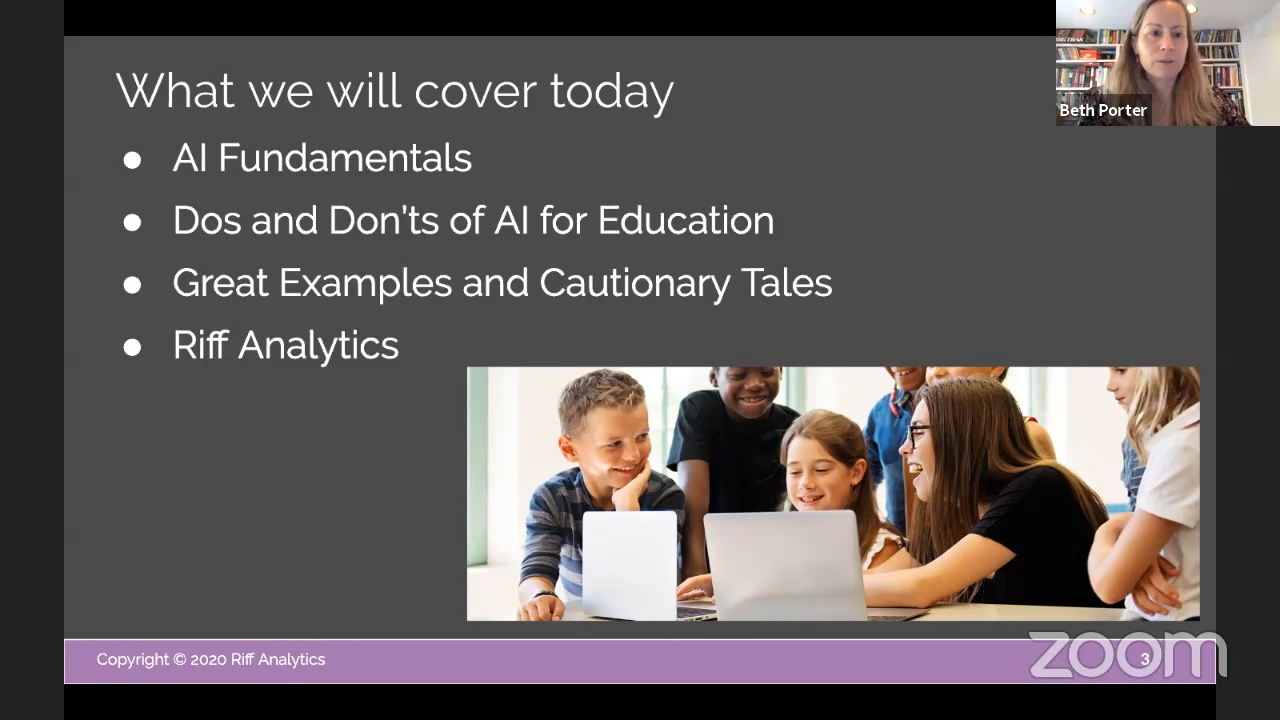 What we will cover today
● AI Fundamentals
● Dos and Don'ts of AI for Education
● Great Examples and Cautionary Tales
● Riff Analytics
Beth Porter
Copyright © 2020 Riff Analytics
3
zoom